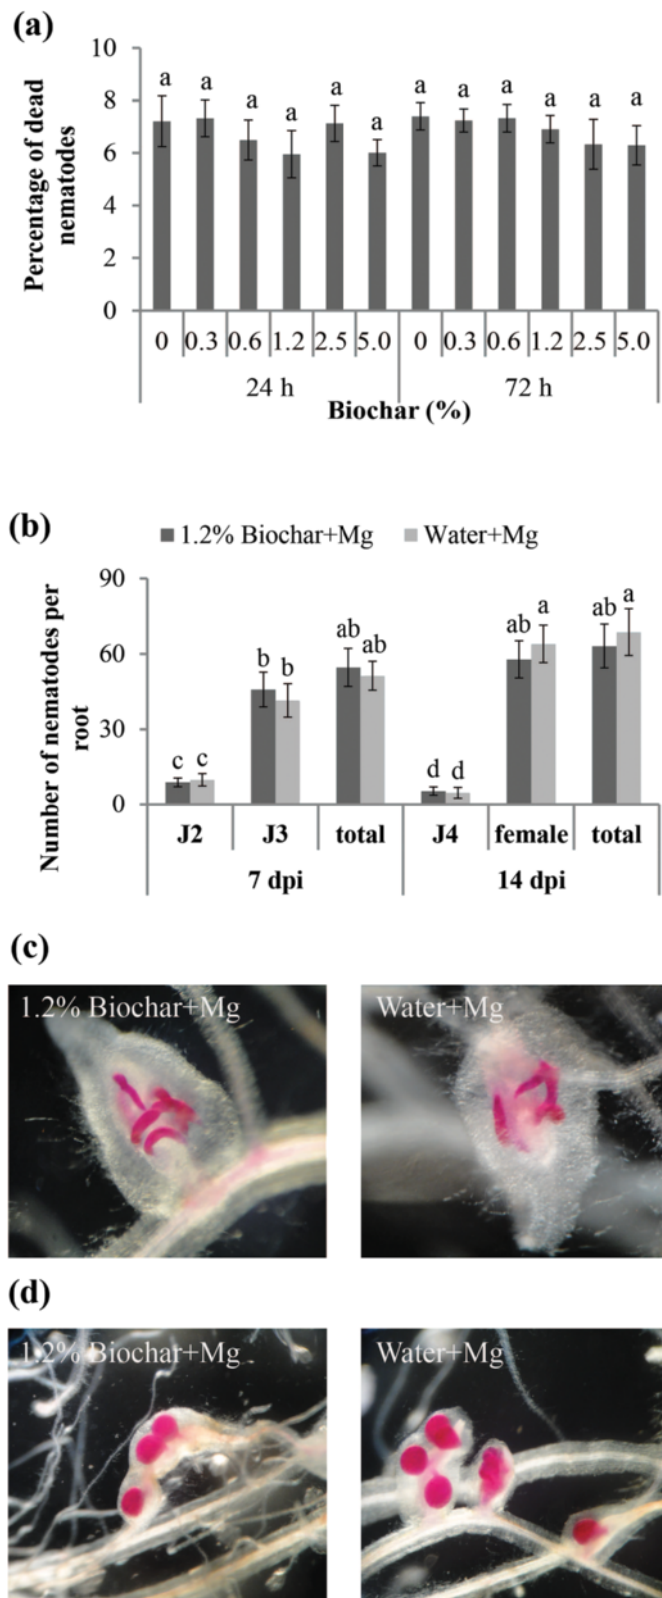 (a)
Percentage of dead
nematodes
10
8
6
4
2
0
a a a a a a a a a a a a
0 0.3 0.6 1.2 2.5 5.0 0 0.3 0.6 1.2 2.5 5.0
24 h 72 h
Biochar (%)
(b)
1.2% Biochar+Mg Water+Mg
Number of nematodes per
root
90
60
30
0
c c b b ab ab d d ab a ab a
J2 J3 total J4 female total
7 dpi 14 dpi
(c)
1.2% Biochar+Mg Water+Mg
(d)
1.2% Biochar+Mg Water+Mg